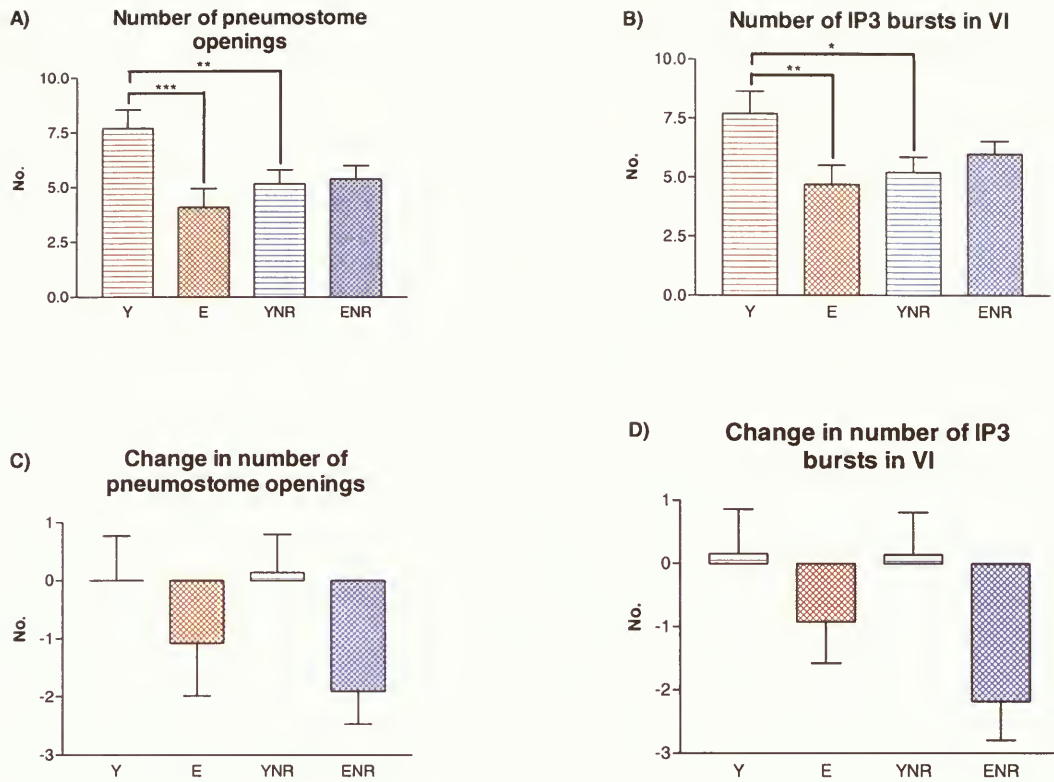 A)
Number of pneumostome
openings
10.0
7.5
5.0
2.5
0.0
No.
**
***
Y E YNR ENR
B)
Number of IP3 bursts in VI
10.0
7.5
5.0
2.5
0.0
No.
*
**
Y E YNR ENR
C)
Change in number of
pneumostome openings
1
0
-1
-2
-3
No.
Y E YNR ENR
D)
Change in number of IP3
bursts in VI
1
0
-1
-2
-3
No.
Y E YNR ENR